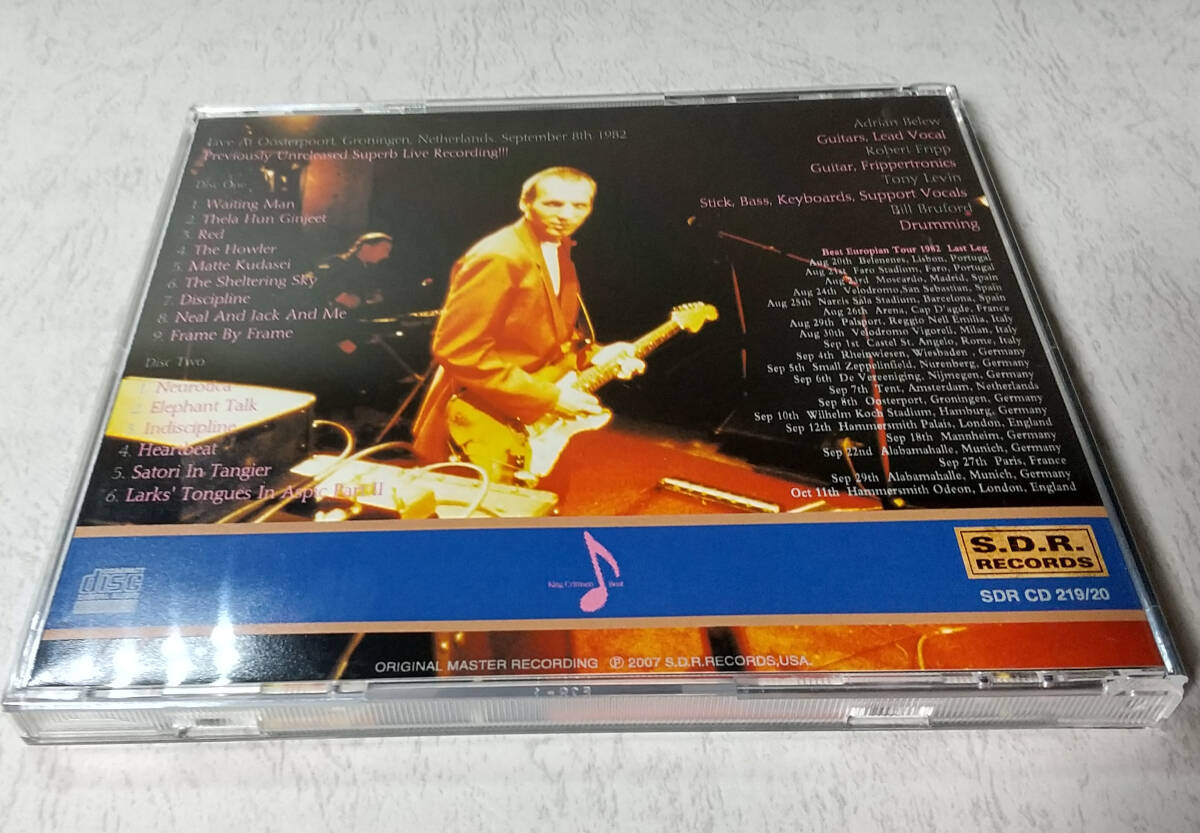 Live At Oosterpoort, Groningen, Netherlands, September 8th 1982
Previously Unreleased Superb Live Recording!!!
Disc One
1. Waiting Man
2. Thela Hun Ginjeet
3. Red
4. The Howler
5. Matte Kudasei
6. The Sheltering Sky
7. Discipline
8. Neal And Jack And Me
9. Frame By Frame
Disc Two
1. Neurotica
2. Elephant Talk
3. Indiscipline
4. Heartbeat
5. Satori In Tangier
6. Larks' Tongues In Aspic Part II
Adrian Belew
Guitars, Lead Vocal
Robert Fripp
Guitar, Frippertronics
Tony Levin
Stick, Bass, Keyboards, Support Vocals
Bill Bruford
Drumming
Beat Europian Tour 1982 Last Leg
Aug 20th Belenenes, Lisbon, Portugal
Aug 21st Faro Stadium, Faro, Portugal
Aug 23rd Moscardo, Madrid, Spain
Aug 24th Velodromo,San Sebastian, Spain
Aug 25th Narcis Sala Stadium, Barcelona, Spain
Aug 26th Arena, Cap D'agde, France
Aug 29th Palsport, Reggio Nell Emilia, Italy
Aug 30th Velodromo Vigorell, Milan, Italy
Sep 1st Castel St. Angelo, Rome, Italy
Sep 4th Rheinwiesen, Wiesbaden , Germany
Sep 5th Small Zeppelinfeld, Nurenberg, Germany
Sep 6th De Vereeniging, Nijmegen, Germany
Sep 7th Tent, Amsterdam, Netherlands
Sep 8th Oosterport, Groningen, Germany
Sep 10th Wilhelm Koch Stadium, Hamburg, Germany
Sep 12th Hammersmith Palais, London, England
Sep 18th Mannheim, Germany
Sep 22nd Alabamahalle, Munich, Germany
Sep 27th Paris, France
Sep 29th Alabamahalle, Munich, Germany
Oct 11th Hammersmith Odeon, London, England
COMPACT
disc
DIGITAL AUDIO
King Crimson Beat
S.D.R.
RECORDS
SDR CD 219/20
ORIGINAL MASTER RECORDING ℗ 2007 S.D.R.RECORDS,USA.